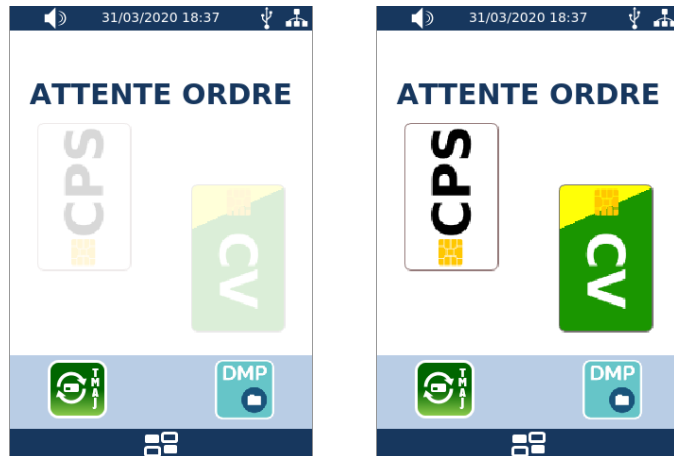 31/03/2020 18:37
ATTENTE ORDRE
CPS
CV
TMAJ
DMP
31/03/2020 18:37
ATTENTE ORDRE
CPS
CV
TMAJ
DMP